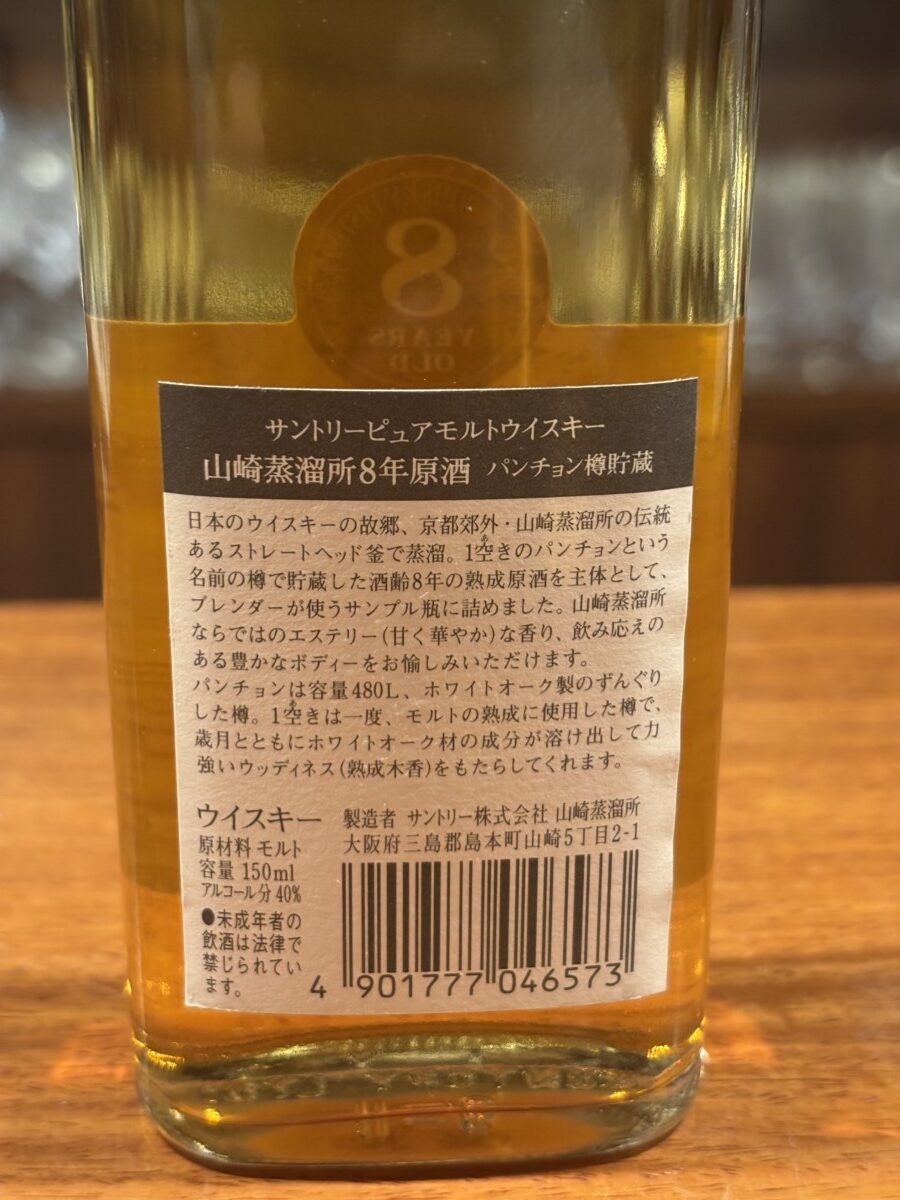 8
YEARS
OLD
サントリーピュアモルトウイスキー
山崎蒸溜所8年原酒 パンチョン樽貯蔵
日本のウイスキーの故郷、京都郊外・山崎蒸溜所の伝統
あるストレートヘッド釜で蒸溜。1空きのパンチョンという
名前の樽で貯蔵した酒齢8年の熟成原酒を主体として、
ブレンダーが使うサンプル瓶に詰めました。山崎蒸溜所
ならではのエステリー(甘く華やか)な香り、飲み応えの
ある豊かなボディーをお愉しみいただけます。
パンチョンは容量480L、ホワイトオーク製のずんぐり
した樽。1空きは一度、モルトの熟成に使用した樽で、
歳月とともにホワイトオーク材の成分が溶け出して力
強いウッディネス(熟成木香)をもたらしてくれます。
ウイスキー
原材料 モルト
容量 150ml
アルコール分 40%
●未成年者の
飲酒は法律で
禁じられてい
ます。
製造者 サントリー株式会社 山崎蒸溜所
大阪府三島郡島本町山崎5丁目2-1
4 901777 046573